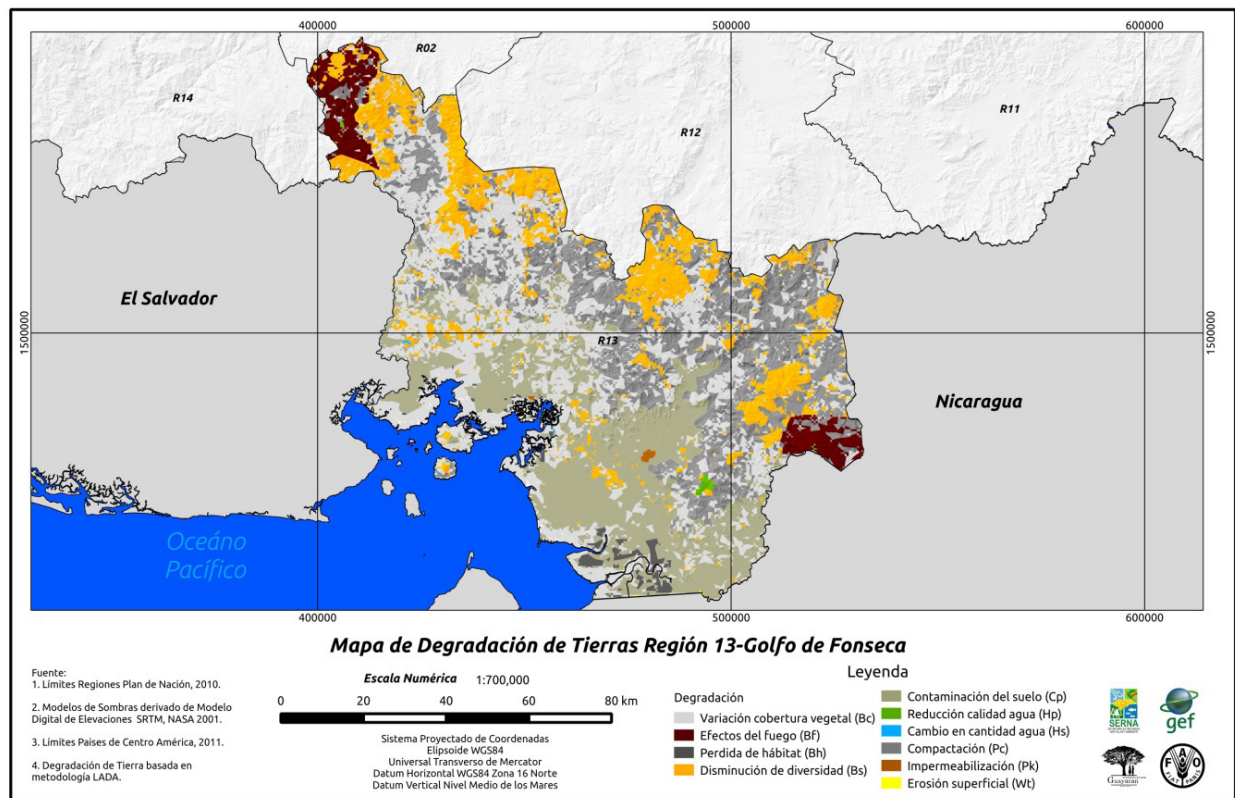 400000
500000
600000
R02
R14
R12
R11
El Salvador
1500000
R13
1500000
Nicaragua
Oceáno
Pacífico
400000
500000
600000
Mapa de Degradación de Tierras Región 13-Golfo de Fonseca
Fuente:
1. Límites Regiones Plan de Nación, 2010.
2. Modelos de Sombras derivado de Modelo
Digital de Elevaciones SRTM, NASA 2001.
3. Límites Paises de Centro América, 2011.
4. Degradación de Tierra basada en
metodología LADA.
Escala Numérica 1:700,000
0 20 40 60 80 km
Sistema Proyectado de Coordenadas
Elipsoide WGS84
Universal Transverso de Mercator
Datum Horizontal WGS84 Zona 16 Norte
Datum Vertical Nivel Medio de los Mares
Leyenda
Degradación
Variación cobertura vegetal (Bc)
Efectos del fuego (Bf)
Perdida de hábitat (Bh)
Disminución de diversidad (Bs)
Contaminación del suelo (Cp)
Reducción calidad agua (Hp)
Cambio en cantidad agua (Hs)
Compactación (Pc)
Impermeabilización (Pk)
Erosión superficial (Wt)
SERNA
gef
Guayacán
FAO
FIAT PANIS